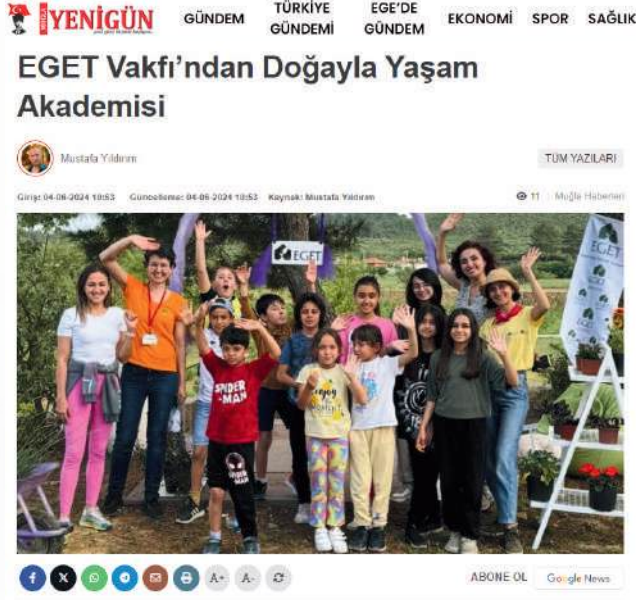 YENİGÜN
GÜNDEM
TÜRKİYE GÜNDEMİ
EGE'DE GÜNDEM
EKONOMİ
SPOR
SAĞLIK
EGET Vakfı'ndan Doğayla Yaşam
Akademisi
Mustafa Yıldırım
TÜM YAZILARI
Giriş: 04-06-2024 10:53 Güncelleme: 04-06-2024 10:53 Kaynak: Mustafa Yıldırım
11 Muğla Haberleri
EGET
EGET
SPIDER
-MAN
SPIDER
MAN
A+
A-
ABONE OL
Google News